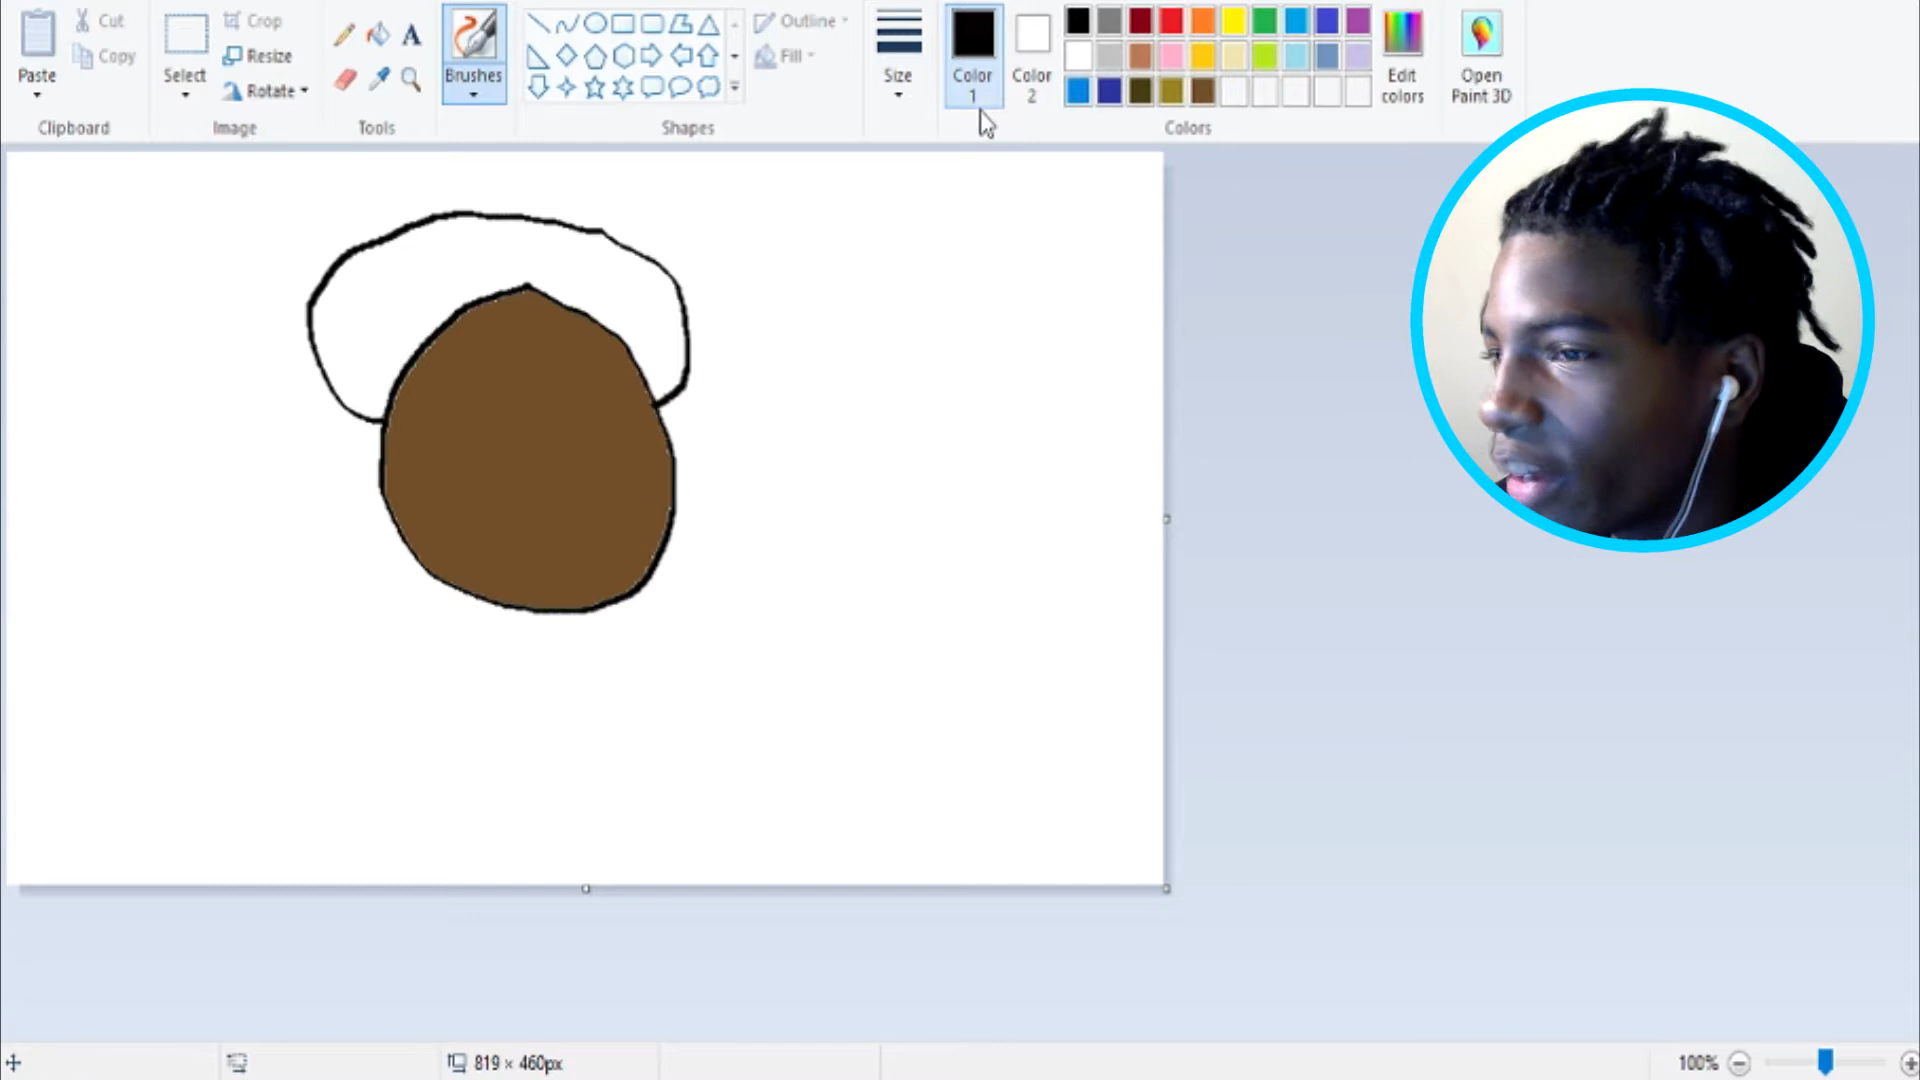 Paste
Cut
Copy
Clipboard
Select
Crop
Resize
Rotate
Image
A
Tools
Brushes
Shapes
Outline
Fill
Size
Color
1
Color
2
Colors
Edit
colors
Open
Paint 3D
819 × 460px
100%